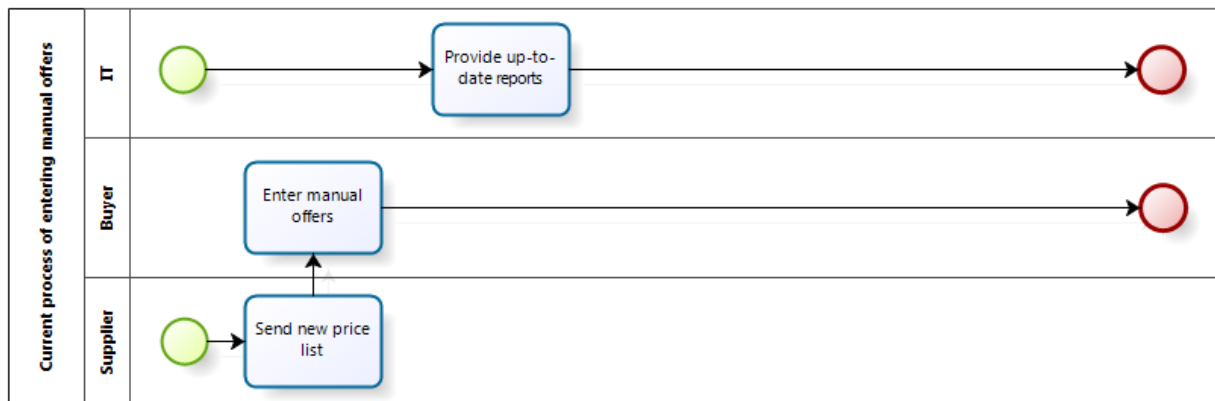 Current process of entering manual offers
IT
Provide up-to-
date reports
Buyer
Enter manual
offers
Supplier
Send new price
list